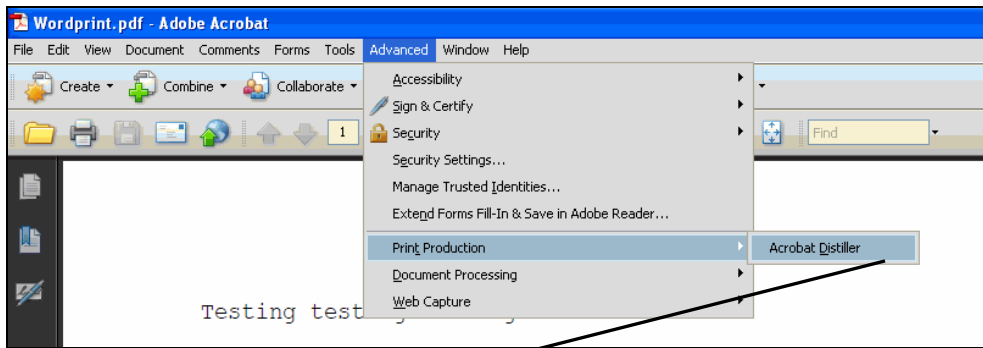 Wordprint.pdf - Adobe Acrobat
File Edit View Document Comments Forms Tools Advanced Window Help
Create Combine Collaborate
1 Find
Accessibility
Sign & Certify
Security
Security Settings...
Manage Trusted Identities...
Extend Forms Fill-In & Save in Adobe Reader...
Print Production Acrobat Distiller
Document Processing
Web Capture
Testing test